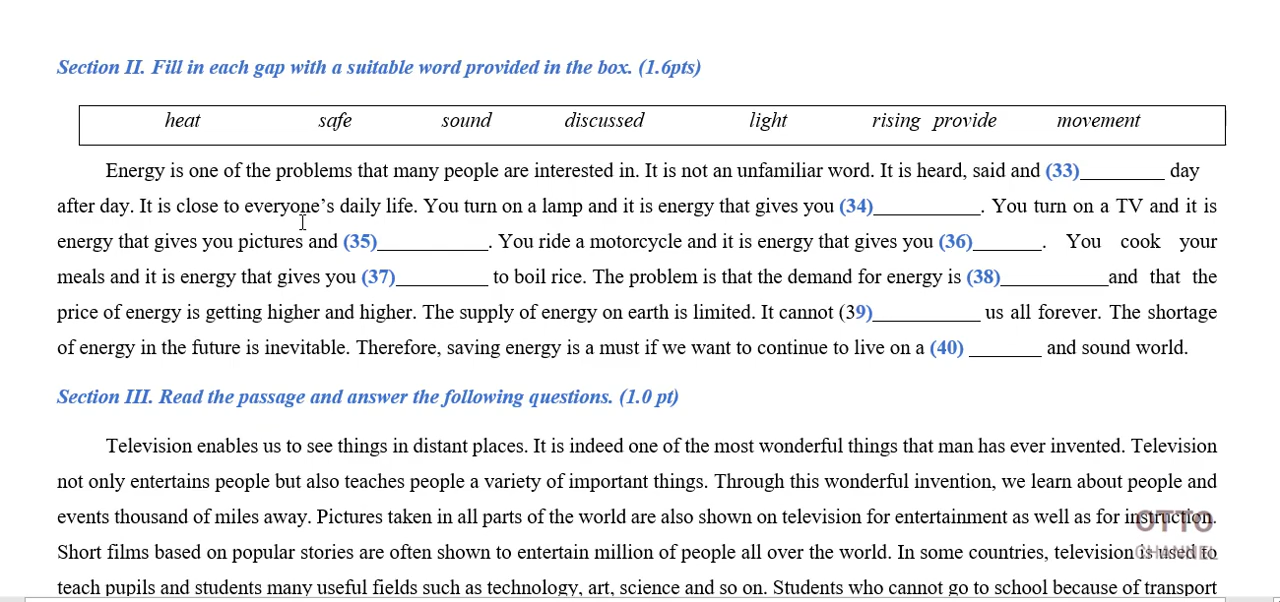 Section II. Fill in each gap with a suitable word provided in the box. (1.6pts)
heat safe sound discussed light rising provide movement
Energy is one of the problems that many people are interested in. It is not an unfamiliar word. It is heard, said and (33)________ day
after day. It is close to everyone’s daily life. You turn on a lamp and it is energy that gives you (34)__________. You turn on a TV and it is
energy that gives you pictures and (35)__________. You ride a motorcycle and it is energy that gives you (36)______. You cook your
meals and it is energy that gives you (37)________ to boil rice. The problem is that the demand for energy is (38)__________and that the
price of energy is getting higher and higher. The supply of energy on earth is limited. It cannot (39)__________ us all forever. The shortage
of energy in the future is inevitable. Therefore, saving energy is a must if we want to continue to live on a (40) _______ and sound world.
Section III. Read the passage and answer the following questions. (1.0 pt)
Television enables us to see things in distant places. It is indeed one of the most wonderful things that man has ever invented. Television
not only entertains people but also teaches people a variety of important things. Through this wonderful invention, we learn about people and
events thousand of miles away. Pictures taken in all parts of the world are also shown on television for entertainment as well as for instruction.
Short films based on popular stories are often shown to entertain million of people all over the world. In some countries, television is used to
teach pupils and students many useful fields such as technology, art, science and so on. Students who cannot go to school because of transport
OTTO
CHANNEL